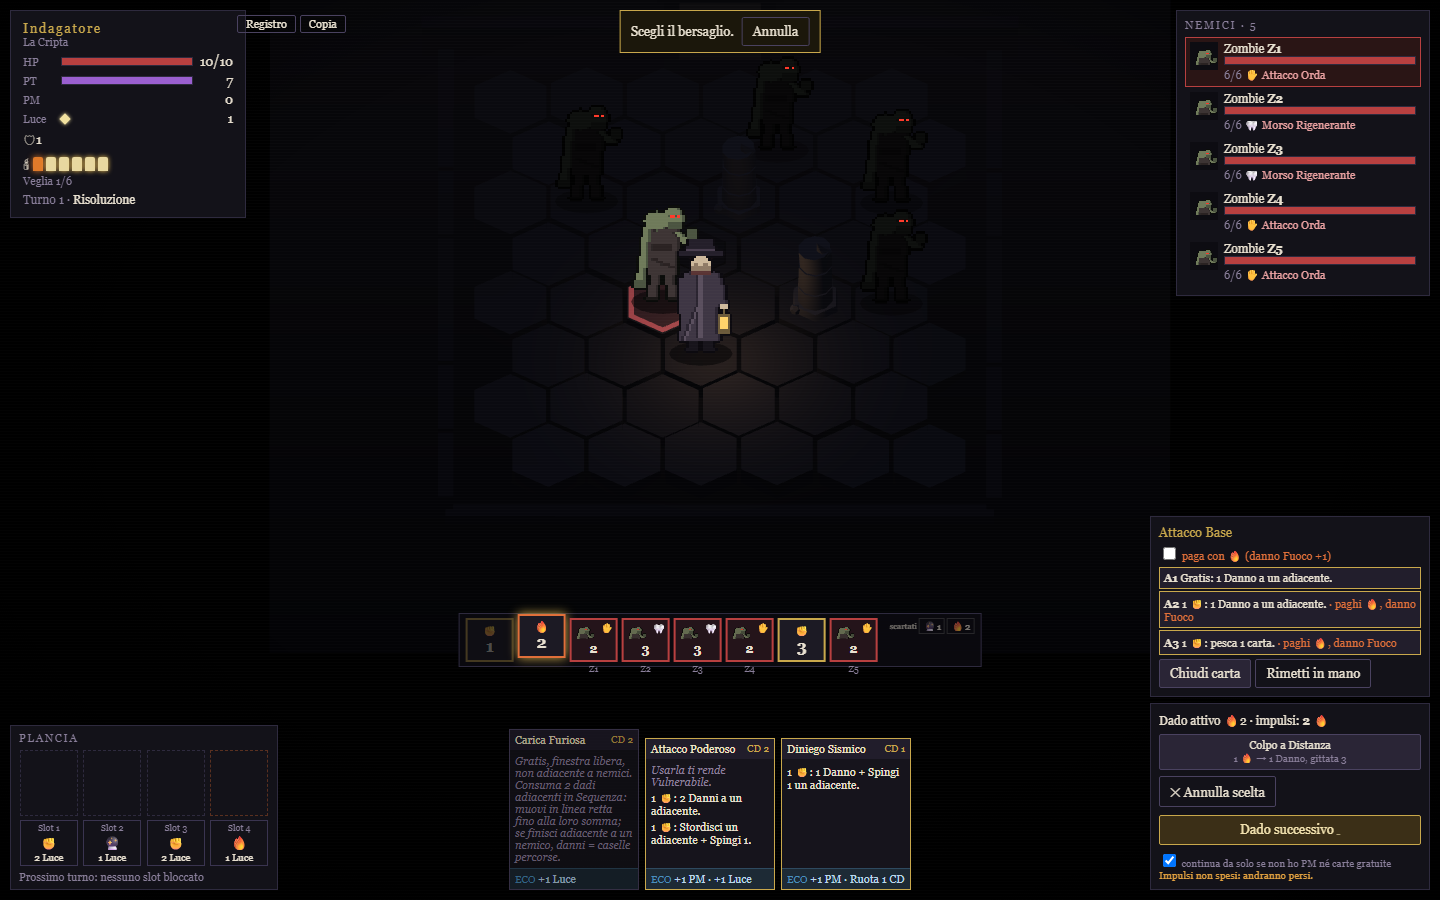 Indagatore
La Cripta
HP 10/10
PT 7
PM 0
Luce 1
1
Veglia 1/6
Turno 1 · Risoluzione
Registro
Copia
Scegli il bersaglio.
Annulla
NEMICI · 5
Zombie Z1
6/6 Attacco Orda
Zombie Z2
6/6 Morso Rigenerante
Zombie Z3
6/6 Morso Rigenerante
Zombie Z4
6/6 Attacco Orda
Zombie Z5
6/6 Attacco Orda
Attacco Base
paga con (danno Fuoco +1)
A1 Gratis: 1 Danno a un adiacente.
A2 1 : 1 Danno a un adiacente. · paghi , danno
Fuoco
A3 1 : pesca 1 carta. · paghi , danno Fuoco
Chiudi carta
Rimetti in mano
1
2
2
3
3
2
3
2
scartati 1 2
Z1
Z2
Z3
Z4
Z5
Dado attivo 2 · impulsi: 2
Colpo a Distanza
1 → 1 Danno, gittata 3
× Annulla scelta
Dado successivo _
continua da solo se non ho PM né carte gratuite
Impulsi non spesi: andranno persi.
PLANCIA
Slot 1
2 Luce
Slot 2
1 Luce
Slot 3
2 Luce
Slot 4
1 Luce
Prossimo turno: nessuno slot bloccato
Carica Furiosa CD 2
Gratis, finestra libera,
non adiacente a nemici.
Consuma 2 dadi
adiacenti in Sequenza:
muovi in linea retta
fino alla loro somma;
se finisci adiacente a un
nemico, danni = caselle
percorse.
ECO +1 Luce
Attacco Poderoso CD 2
Usarla ti rende
Vulnerabile.
1 : 2 Danni a un
adiacente.
1 : Stordisci un
adiacente + Spingi 1.
ECO +1 PM · +1 Luce
Diniego Sismico CD 1
1 : 1 Danno + Spingi
1 un adiacente.
ECO +1 PM · Ruota 1 CD